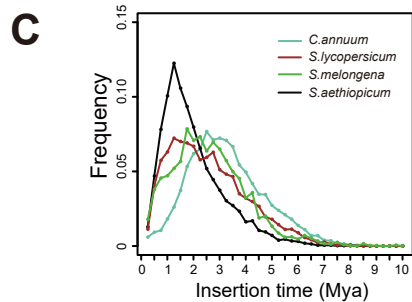 C
0.15
0.10
0.05
0
Frequency
C.annuum
S.lycopersicum
S.melongena
S.aethiopicum
0 1 2 3 4 5 6 7 8 9 10
Insertion time (Mya)